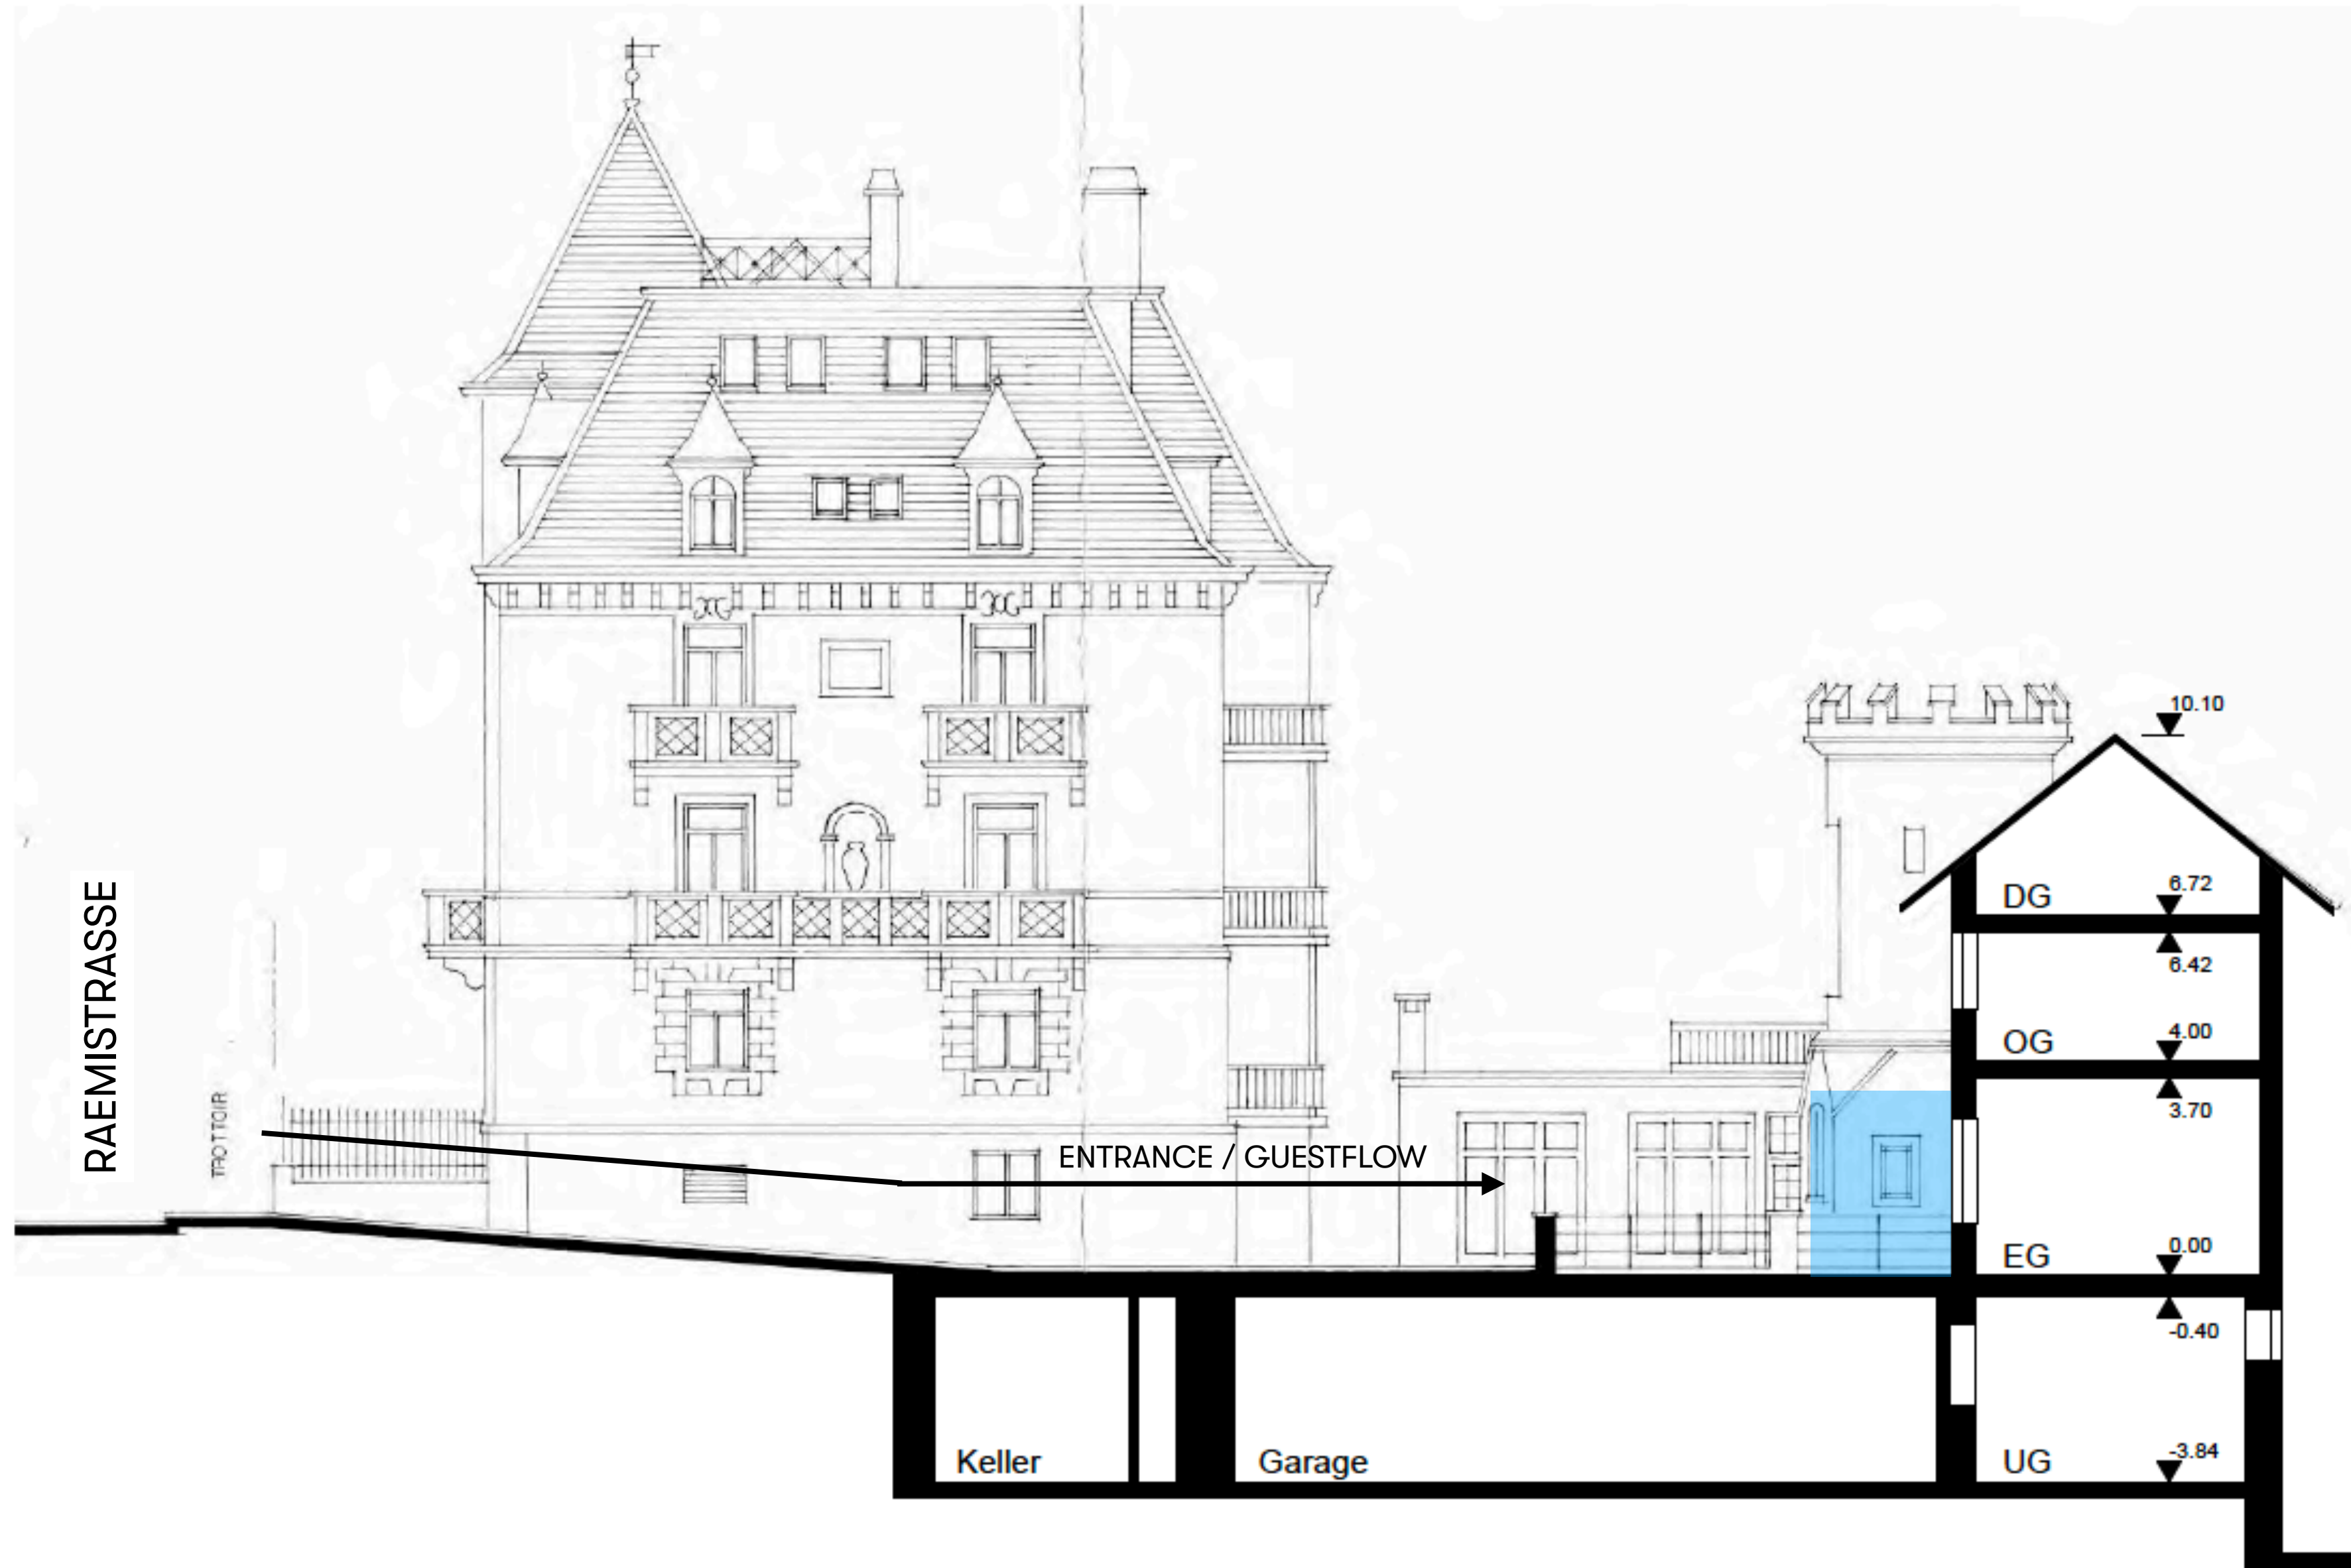 RAEMISTRASSE
TROTTOIR
ENTRANCE / GUESTFLOW
10.10
DG
6.72
6.42
OG
4.00
3.70
EG
0.00
-0.40
Keller
Garage
UG
-3.84